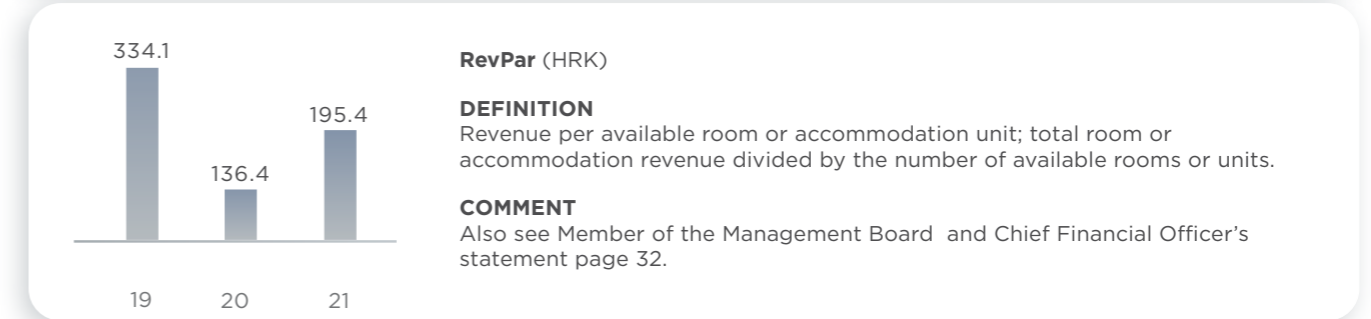 334.1
136.4
195.4
19 20 21
RevPar (HRK)
DEFINITION
Revenue per available room or accommodation unit; total room or
accommodation revenue divided by the number of available rooms or units.
COMMENT
Also see Member of the Management Board and Chief Financial Officer’s
statement page 32.